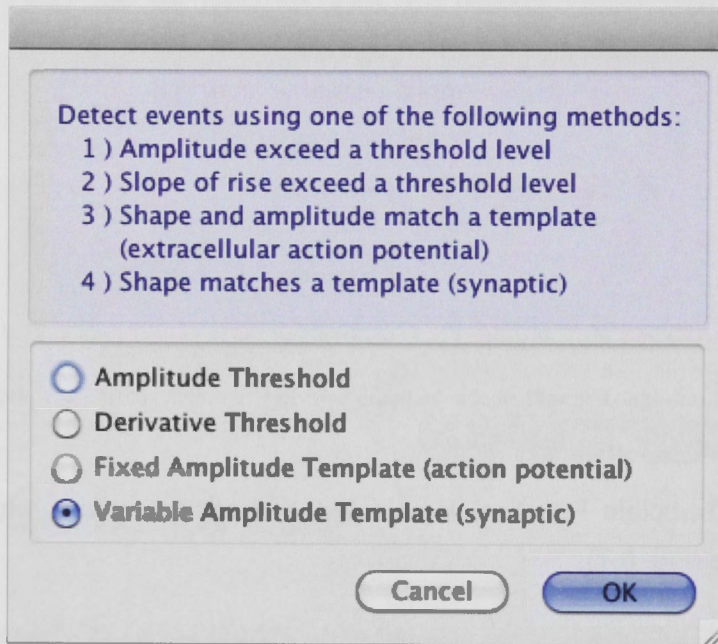 Detect events using one of the following methods:
1 ) Amplitude exceed a threshold level
2 ) Slope of rise exceed a threshold level
3 ) Shape and amplitude match a template
(extracellular action potential)
4 ) Shape matches a template (synaptic)
Amplitude Threshold
Derivative Threshold
Fixed Amplitude Template (action potential)
Variable Amplitude Template (synaptic)
Cancel OK